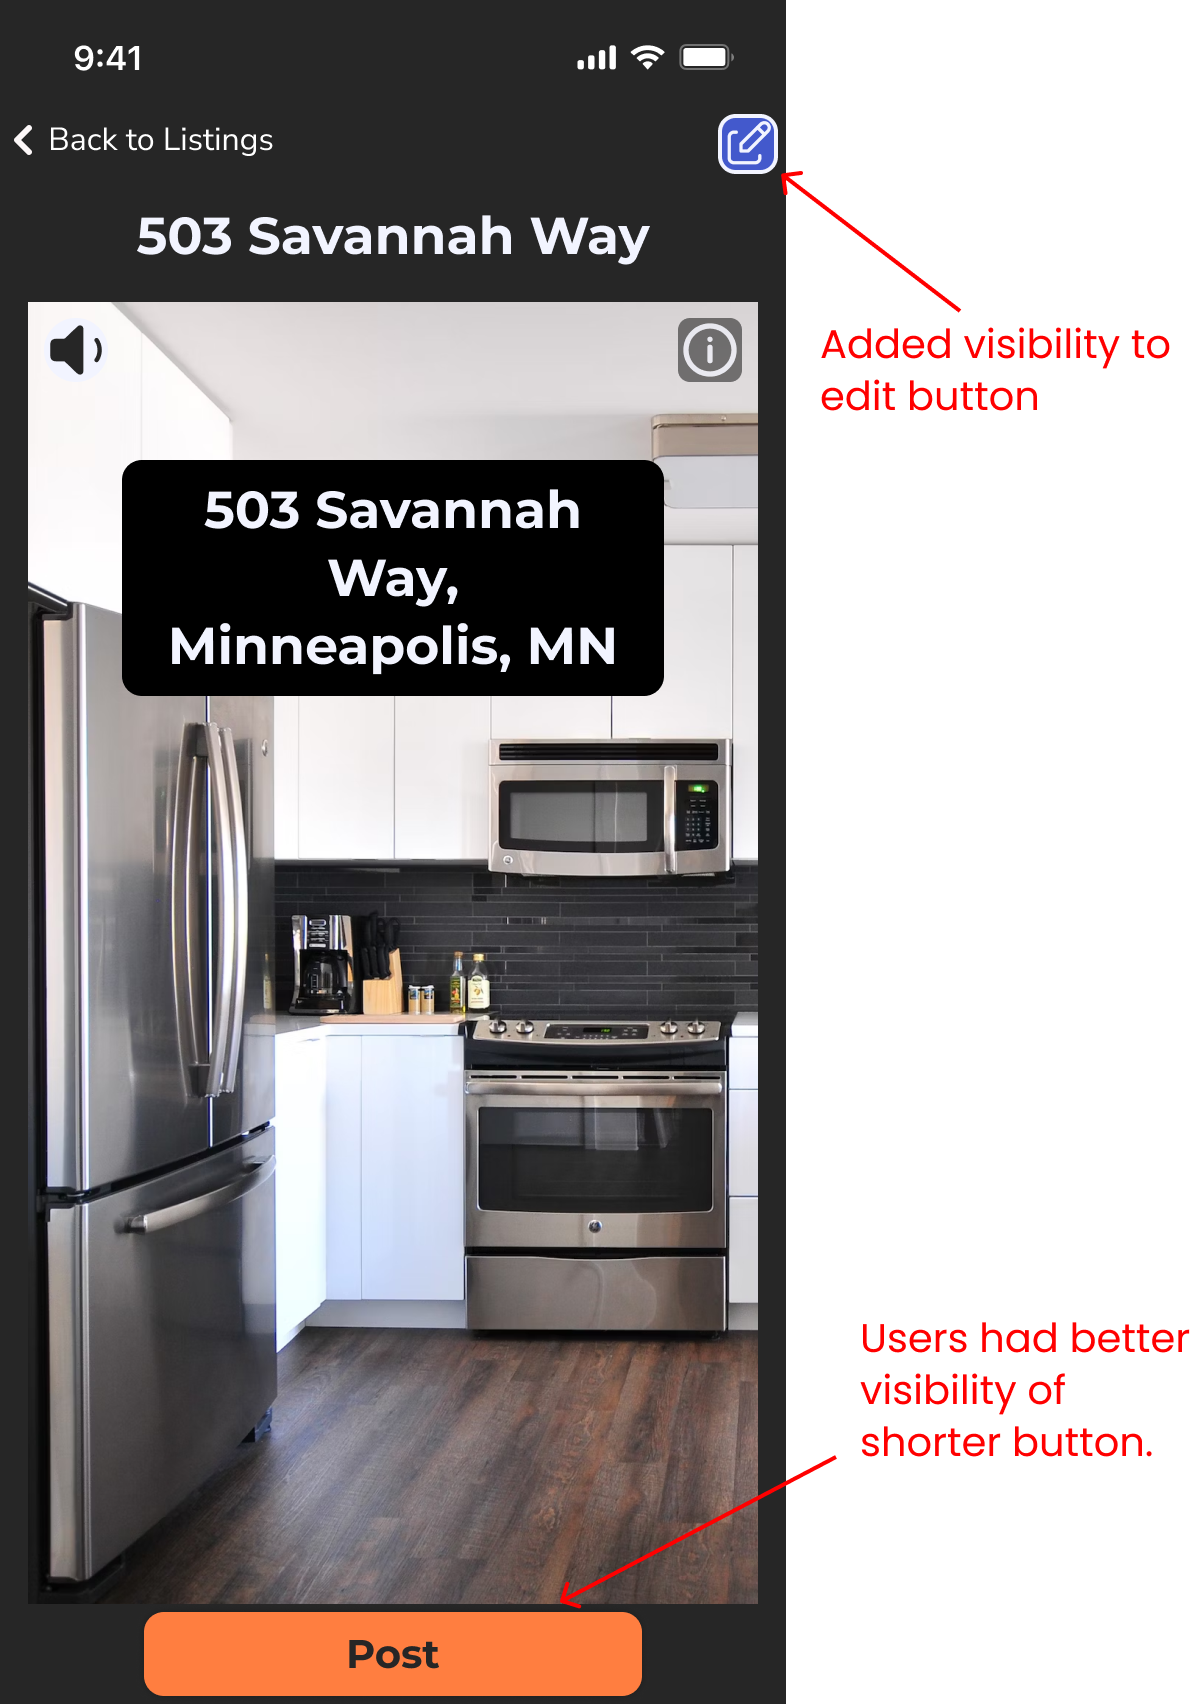 9:41
Back to Listings
503 Savannah Way
503 Savannah
Way,
Minneapolis, MN
Added visibility to
edit button
Users had better
visibility of
shorter button.
Post